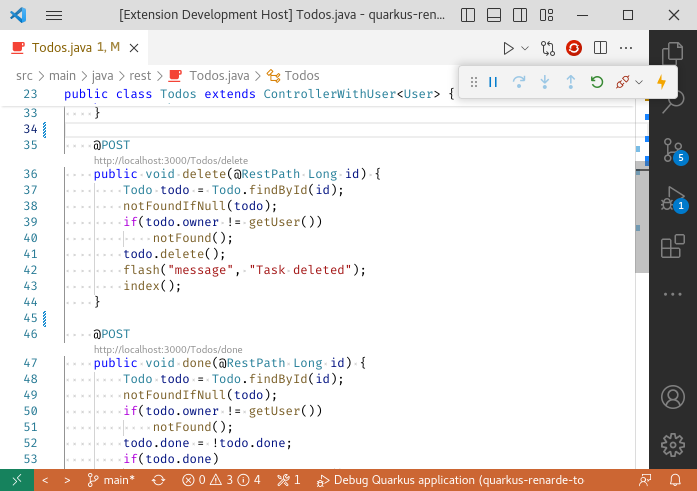 [Extension Development Host] Todos.java - quarkus-renar…
Todos.java 1, M
src > main > java > rest > Todos.java > Todos
23 public class Todos extends ControllerWithUser<User> {
33 }
34
35 @POST
http://localhost:3000/Todos/delete
36 public void delete(@RestPath Long id) {
37 Todo todo = Todo.findById(id);
38 notFoundIfNull(todo);
39 if(todo.owner != getUser())
40 notFound();
41 todo.delete();
42 flash("message", "Task deleted");
43 index();
44 }
45
46 @POST
http://localhost:3000/Todos/done
47 public void done(@RestPath Long id) {
48 Todo todo = Todo.findById(id);
49 notFoundIfNull(todo);
50 if(todo.owner != getUser())
51 notFound();
52 todo.done = !todo.done;
53 if(todo.done)
5
1
< > main* 0 3 4 1 Debug Quarkus application (quarkus-renarde-to